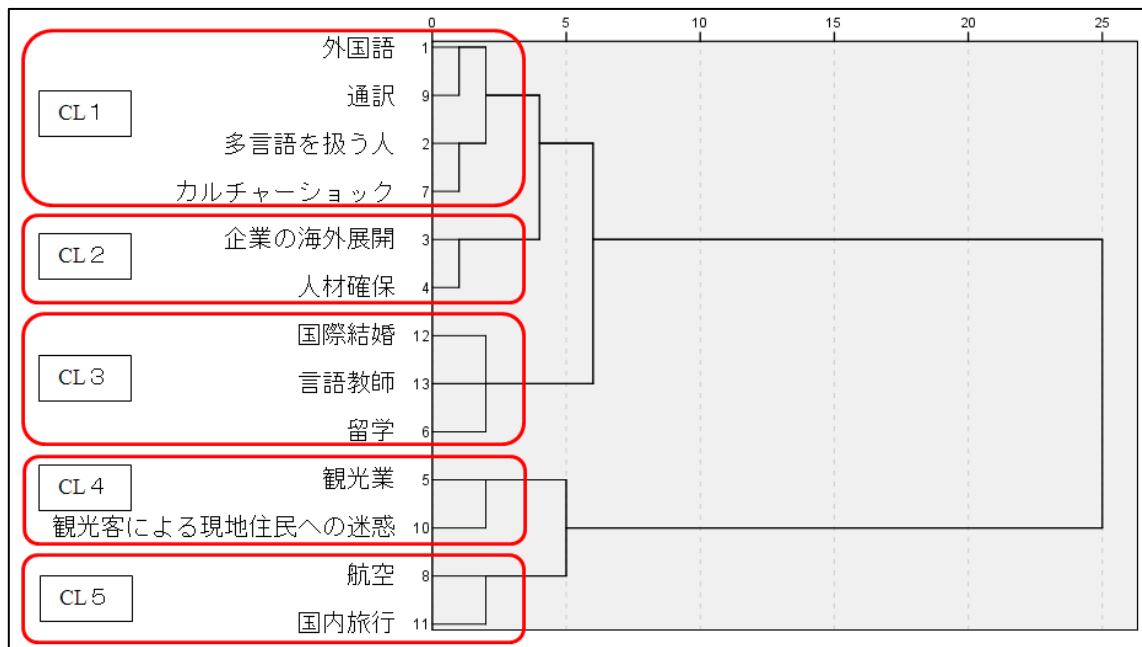 0 5 10 15 20 25
外国語 1
CL１
通訳 9
多言語を扱う人 2
カルチャーショック 7
企業の海外展開 3
CL２
人材確保 4
国際結婚 12
CL３
言語教師 13
留学 6
観光業 5
CL４
観光客による現地住民への迷惑 10
航空 8
CL５
国内旅行 11